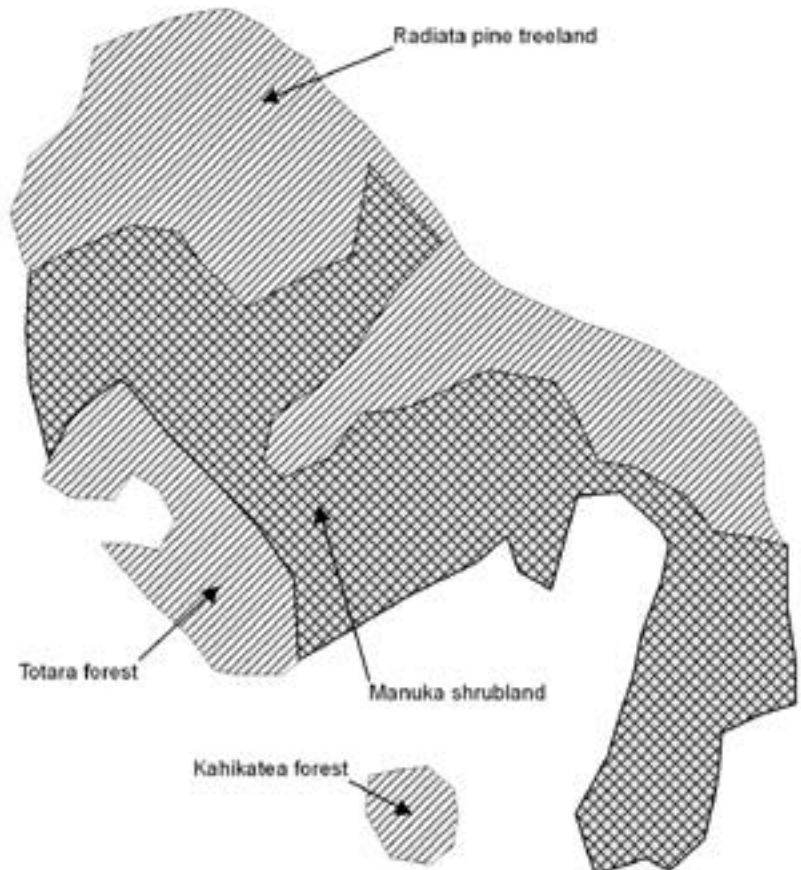 Radiata pine treeland
Totara forest
Manuka shrubland
Kahikatea forest